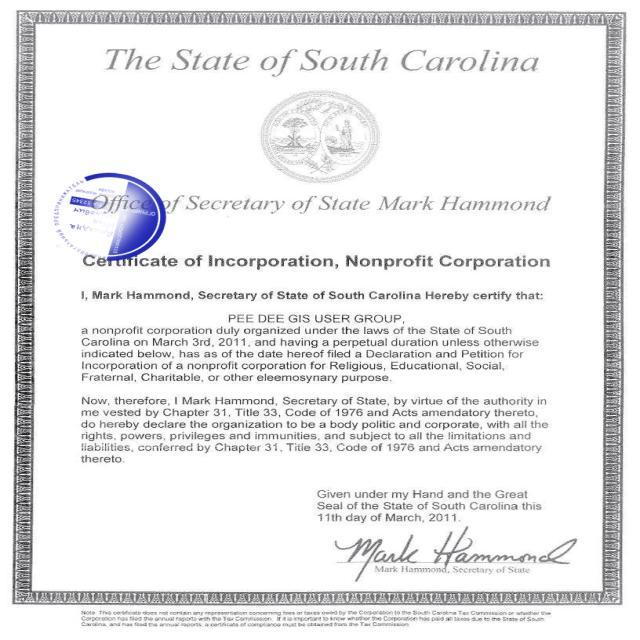 The State of South Carolina
Office of Secretary of State Mark Hammond
Certificate of Incorporation, Nonprofit Corporation
I, Mark Hammond, Secretary of State of South Carolina Hereby certify that:
PEE DEE GIS USER GROUP,
a nonprofit corporation duly organized under the laws of the State of South
Carolina on March 3rd, 2011, and having a perpetual duration unless otherwise
indicated below, has as of the date hereof filed a Declaration and Petition for
Incorporation of a nonprofit corporation for Religious, Educational, Social,
Fraternal, Charitable, or other eleemosynary purpose.
Now, therefore, I Mark Hammond, Secretary of State, by virtue of the authority in
me vested by Chapter 31, Title 33, Code of 1976 and Acts amendatory thereto,
do hereby declare the organization to be a body politic and corporate, with all the
rights, powers, privileges and immunities, and subject to all the limitations and
liabilities, conferred by Chapter 31, Title 33, Code of 1976 and Acts amendatory
thereto.
Given under my Hand and the Great
Seal of the State of South Carolina this
11th day of March, 2011.
Mark Hammond
Mark Hammond, Secretary of State
Note: This certificate does not contain any representation concerning fees or taxes owed by the Corporation to the South Carolina Tax Commission or whether the
Corporation has filed the annual reports with the Tax Commission. If it is important to know whether the Corporation has paid all taxes due to the State of South
Carolina, and has filed the annual reports, a certificate of compliance must be obtained from the Tax Commission.